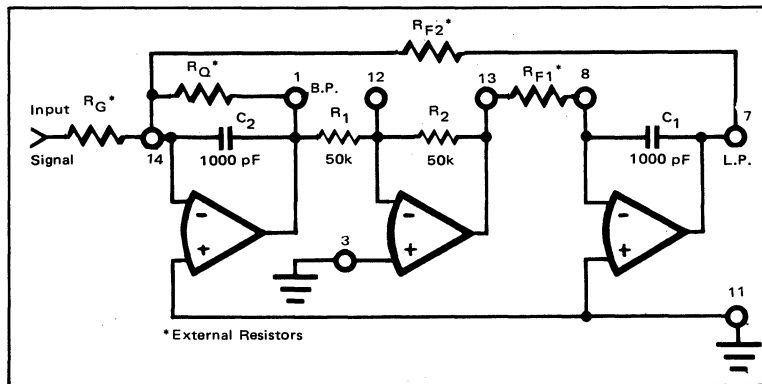 R_F2*
R_Q*
1
B.P.
12
13
R_F1*
8
Input
R_G*
C_2
R_1
R_2
C_1
7
Signal
14
1000 pF
50k
50k
1000 pF
L.P.
-
-
-
+
3
+
+
11
*External Resistors